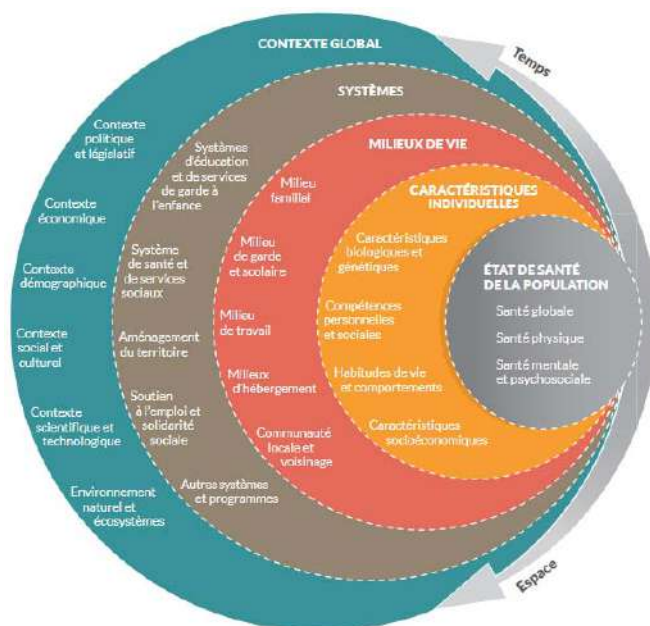 CONTEXTE GLOBAL
Contexte
politique
et législatif
Contexte
économique
Contexte
démographique
Contexte
social et
culturel
Contexte
scientifique et
technologique
Environnement
naturel et
écosystèmes
SYSTÈMES
Systèmes
d'éducation
et de services
de garde à
l'enfance
Système
de santé et
de services
sociaux
Aménagement
du territoire
Soutien
à l'emploi et
solidarité
sociale
Autres systèmes
et programmes
MILIEUX DE VIE
Milieu
familial
Milieu
de garde
et scolaire
Milieu
de travail
Milieux
d'hébergement
Communauté
locale et
voisinage
CARACTÉRISTIQUES
INDIVIDUELLES
Caractéristiques
biologiques et
génétiques
Compétences
personnelles
et sociales
Habitudes de vie
et comportements
Caractéristiques
socioéconomiques
ÉTAT DE SANTÉ
DE LA POPULATION
Santé globale
Santé physique
Santé mentale
et psychosociale
Temps
Espace